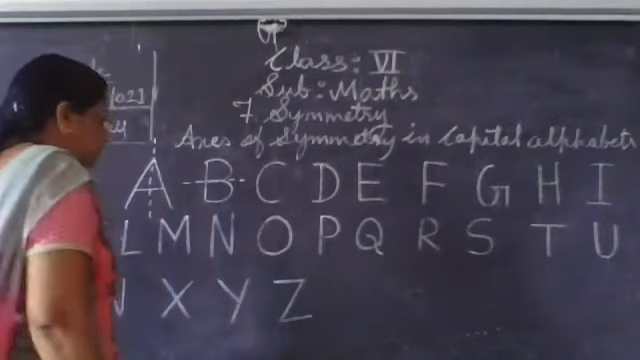 Class: VI
Sub: Maths
7 Symmetry
Axes of Symmetry in Capital alphabets
A B C D E F G H I
L M N O P Q R S T U
X Y Z